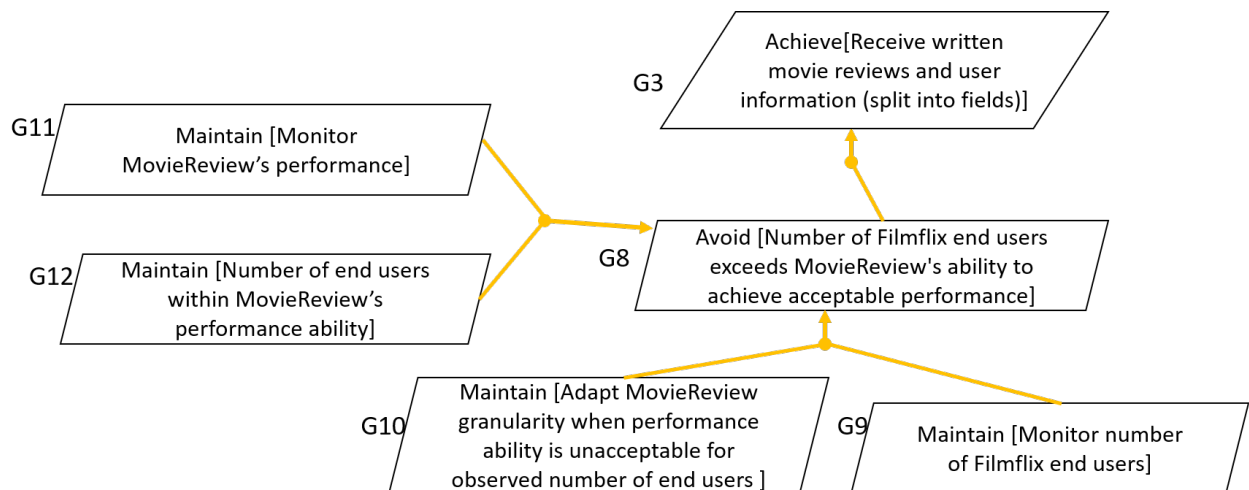 G3
Achieve[Receive written
movie reviews and user
information (split into fields)]
G11
Maintain [Monitor
MovieReview’s performance]
G12
Maintain [Number of end users
within MovieReview’s
performance ability]
G8
Avoid [Number of Filmflix end users
exceeds MovieReview's ability to
achieve acceptable performance]
G10
Maintain [Adapt MovieReview
granularity when performance
ability is unacceptable for
observed number of end users ]
G9
Maintain [Monitor number
of Filmflix end users]